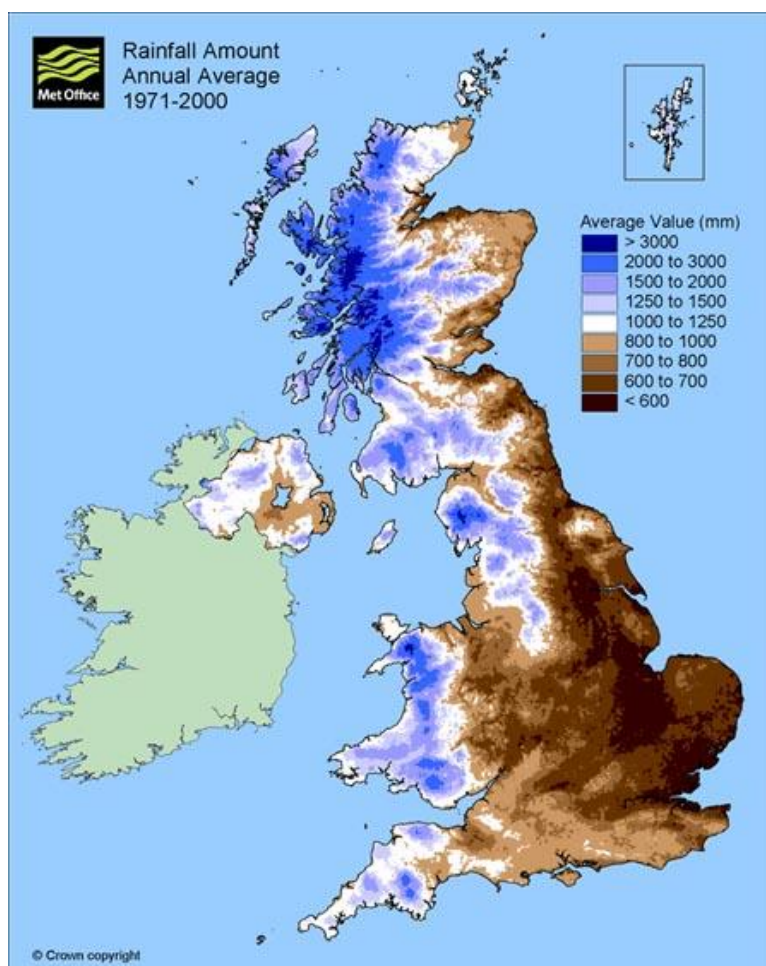 Met Office
Rainfall Amount
Annual Average
1971-2000
Average Value (mm)
> 3000
2000 to 3000
1500 to 2000
1250 to 1500
1000 to 1250
800 to 1000
700 to 800
600 to 700
< 600
© Crown copyright